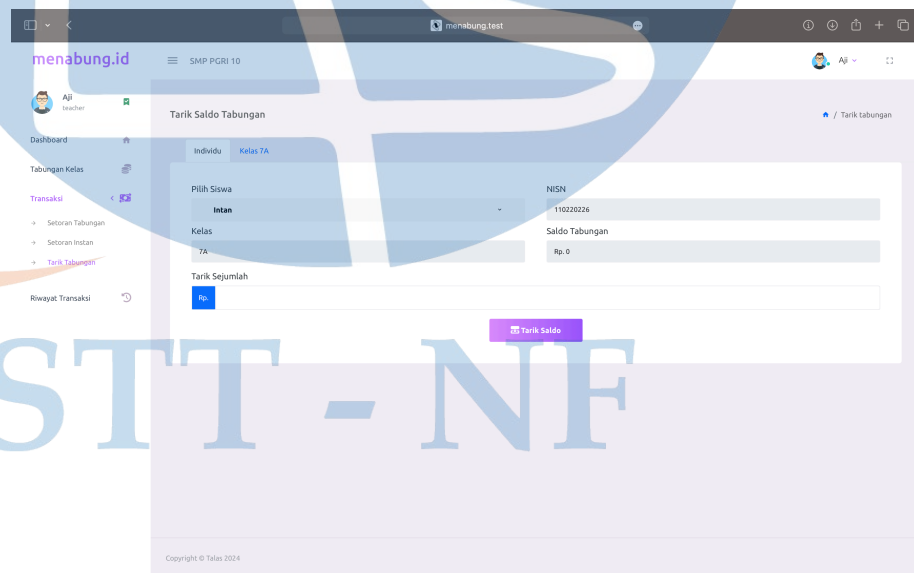 menabung.test
menabung.id
SMP PGRI 10
Aji
Aji
teacher
Dashboard
Tabungan Kelas
Transaksi
Setoran Tabungan
Setoran Instan
Tarik Tabungan
Riwayat Transaksi
Tarik Saldo Tabungan
/ Tarik tabungan
Individu
Kelas 7A
Pilih Siswa
NISN
Intan
110220226
Kelas
Saldo Tabungan
7A
Rp. 0
Tarik Sejumlah
Rp.
Tarik Saldo
STT - NF
Copyright © Talas 2024